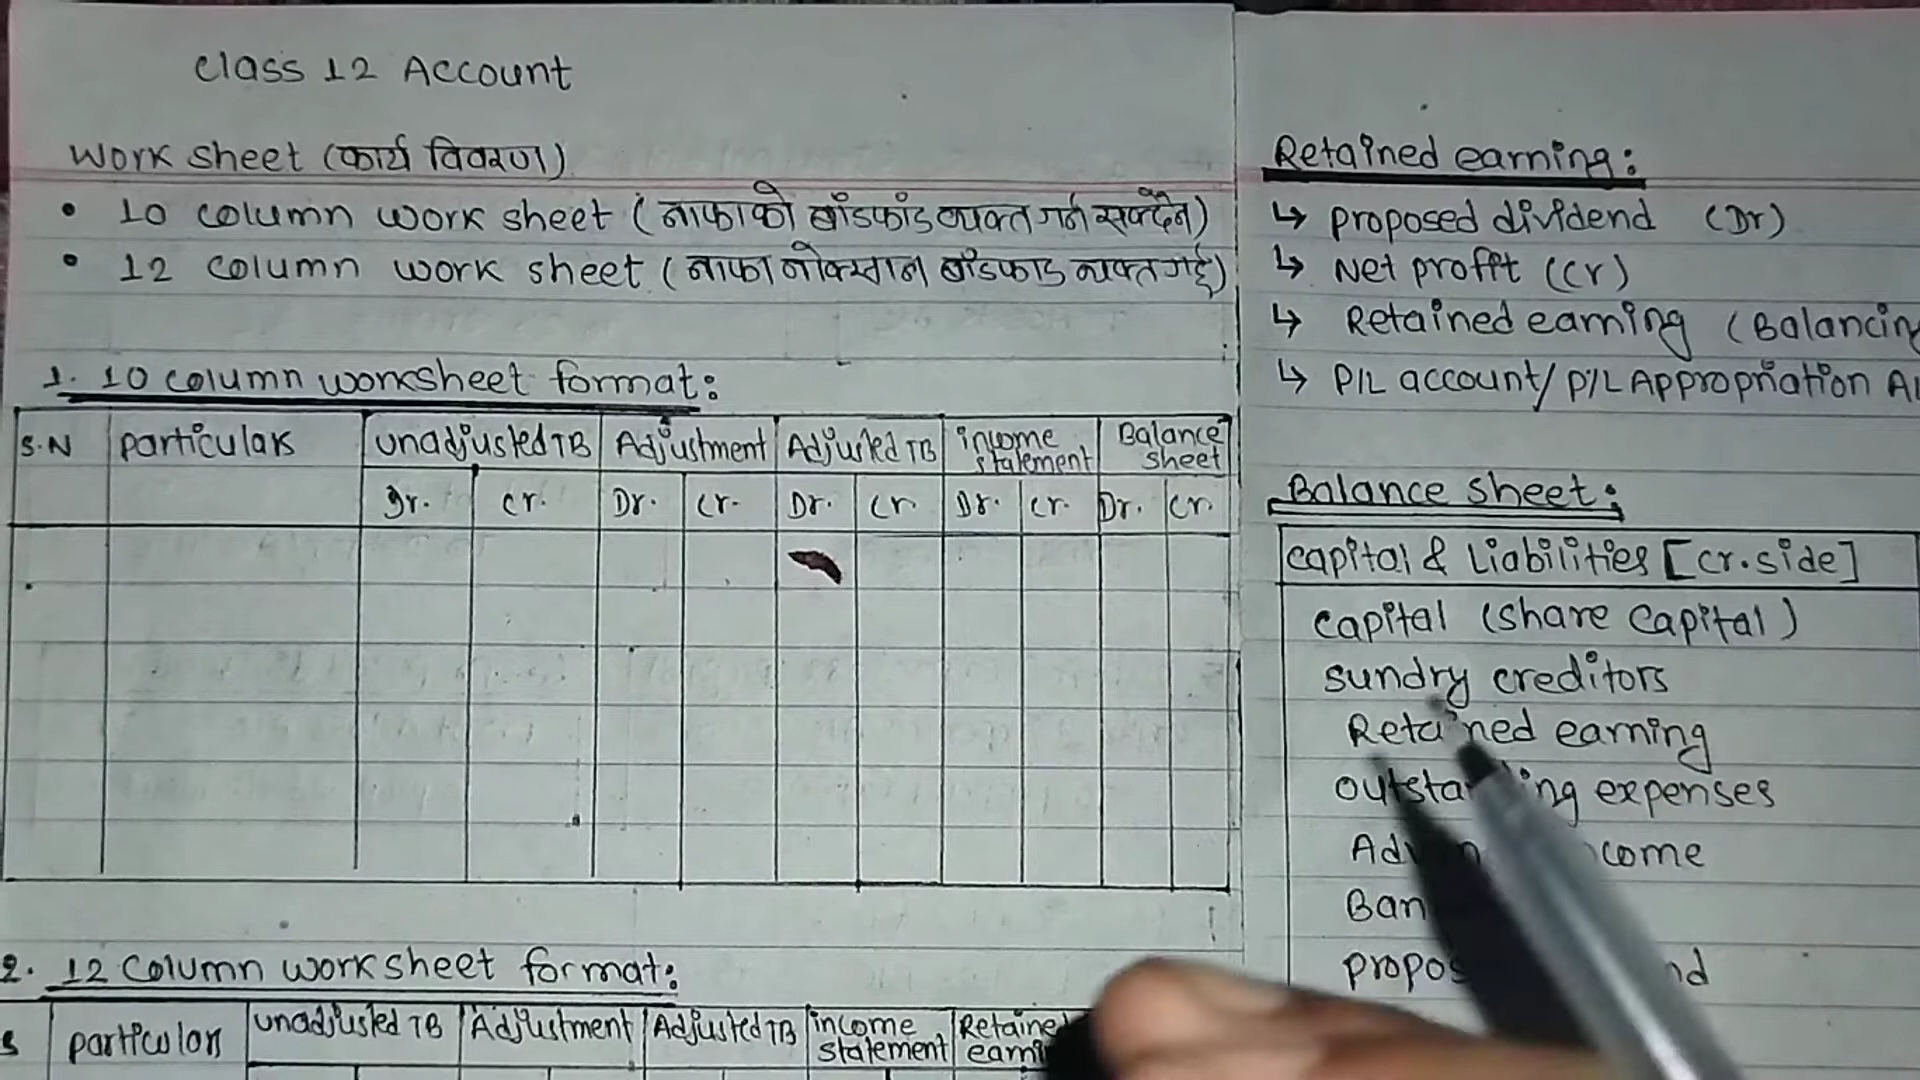 Class 12 Account
Work sheet (कार्य विवरण)
• 10 column work sheet (नाफाको बाँडफाँड व्यक्त गर्न सक्दैन)
• 12 column work sheet (नाफा नोक्सान बाँडफाड व्यक्त गर्दै)
1. 10 column worksheet format:
S.N particulars unadjusted TB Adjustment Adjusted TB income statement Balance sheet
Dr. cr. Dr. cr. Dr. cr. Dr. cr. Dr. cr.
2. 12 column work sheet format:
particulars unadjusted TB Adjustment Adjusted TB income statement
Retained earning:
↳ proposed dividend (Dr)
↳ Net profit (cr)
↳ Retained earning
↳ P/L account/ P/L Appropriation
Balance sheet:
capital & Liabilities [cr.side]
capital (share capital)
sundry creditors
Retained earning
outstanding expenses